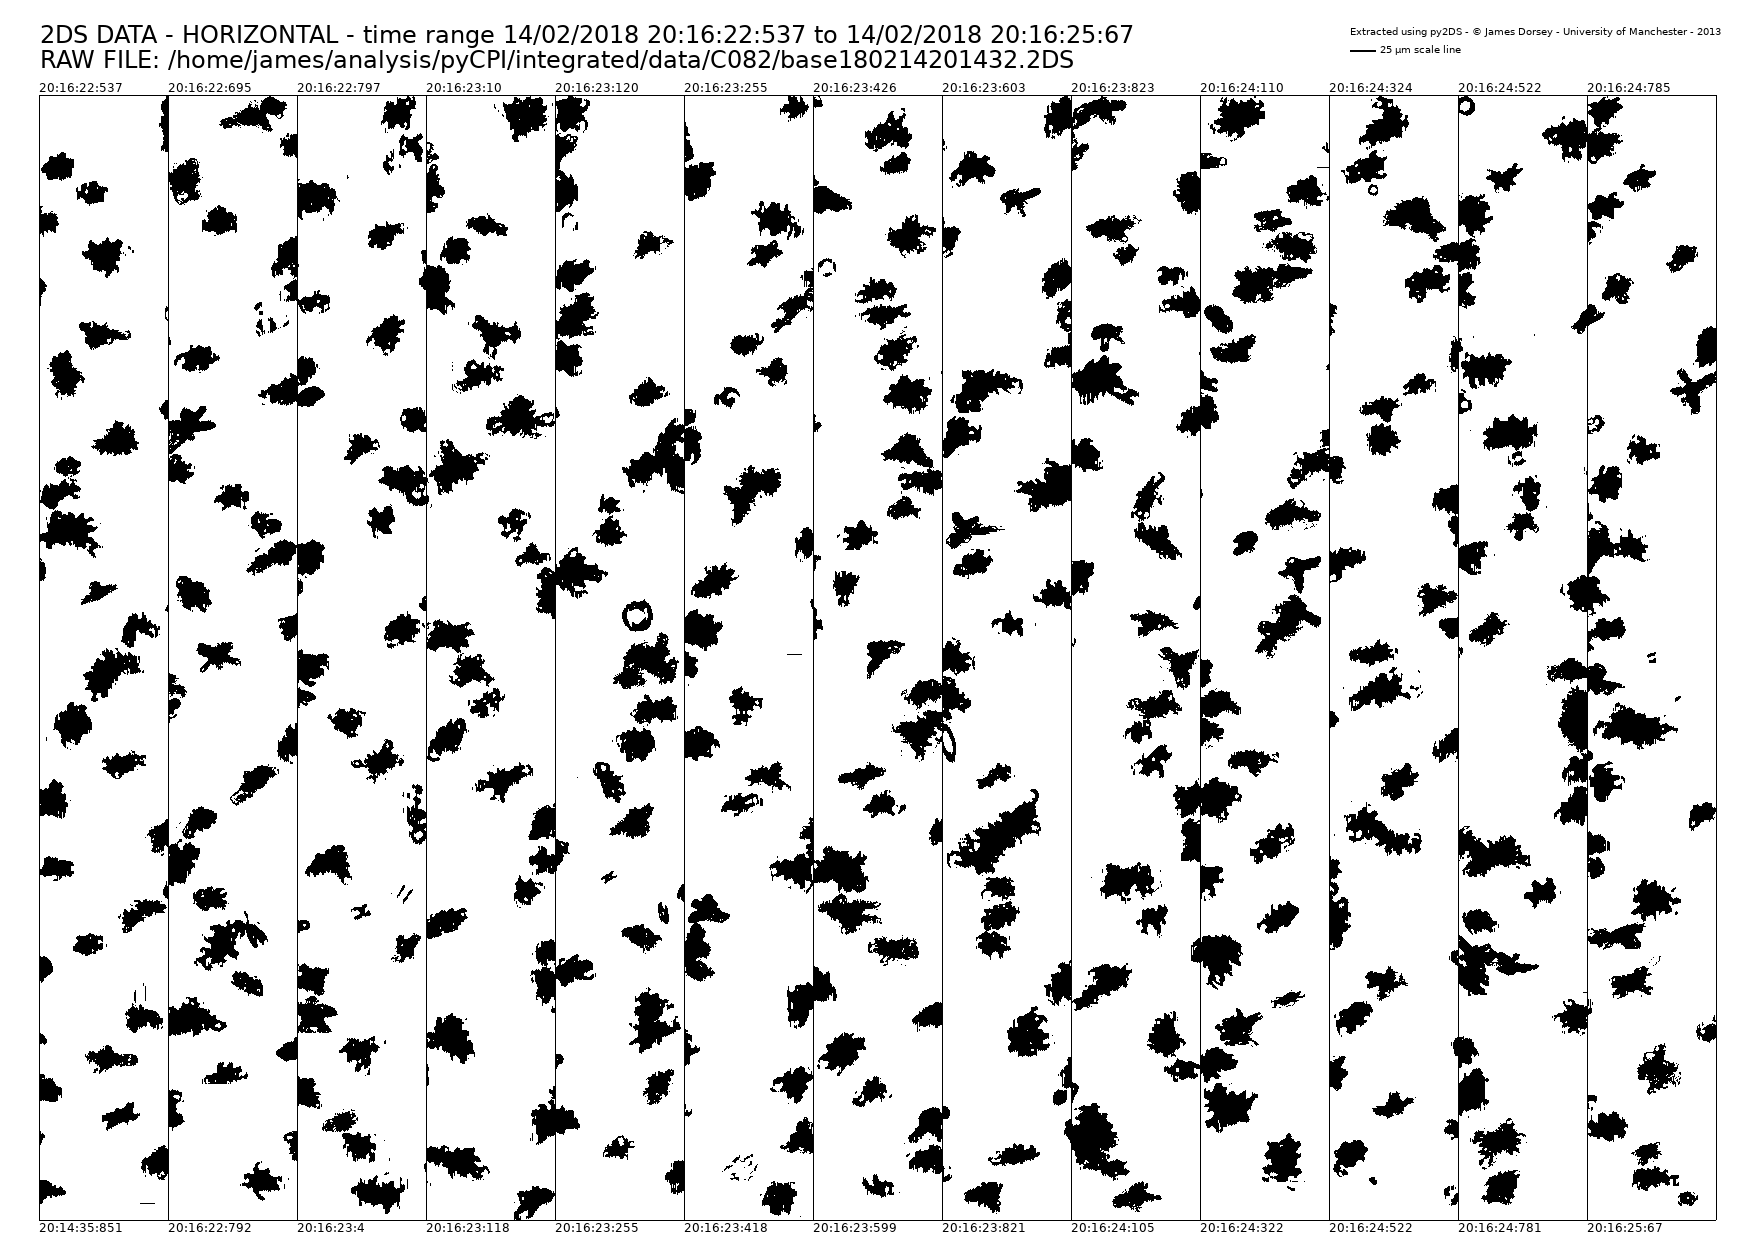 2DS DATA - HORIZONTAL - time range 14/02/2018 20:16:22:537 to 14/02/2018 20:16:25:67
RAW FILE: /home/james/analysis/pyCPI/integrated/data/C082/base180214201432.2DS
Extracted using py2DS - © James Dorsey - University of Manchester - 2013
25 µm scale line
20:16:22:537 20:16:22:695 20:16:22:797 20:16:23:10 20:16:23:120 20:16:23:255 20:16:23:426 20:16:23:603 20:16:23:823 20:16:24:110 20:16:24:324 20:16:24:522 20:16:24:785
20:14:35:851 20:16:22:792 20:16:23:4 20:16:23:118 20:16:23:255 20:16:23:418 20:16:23:599 20:16:23:821 20:16:24:105 20:16:24:322 20:16:24:522 20:16:24:781 20:16:25:67